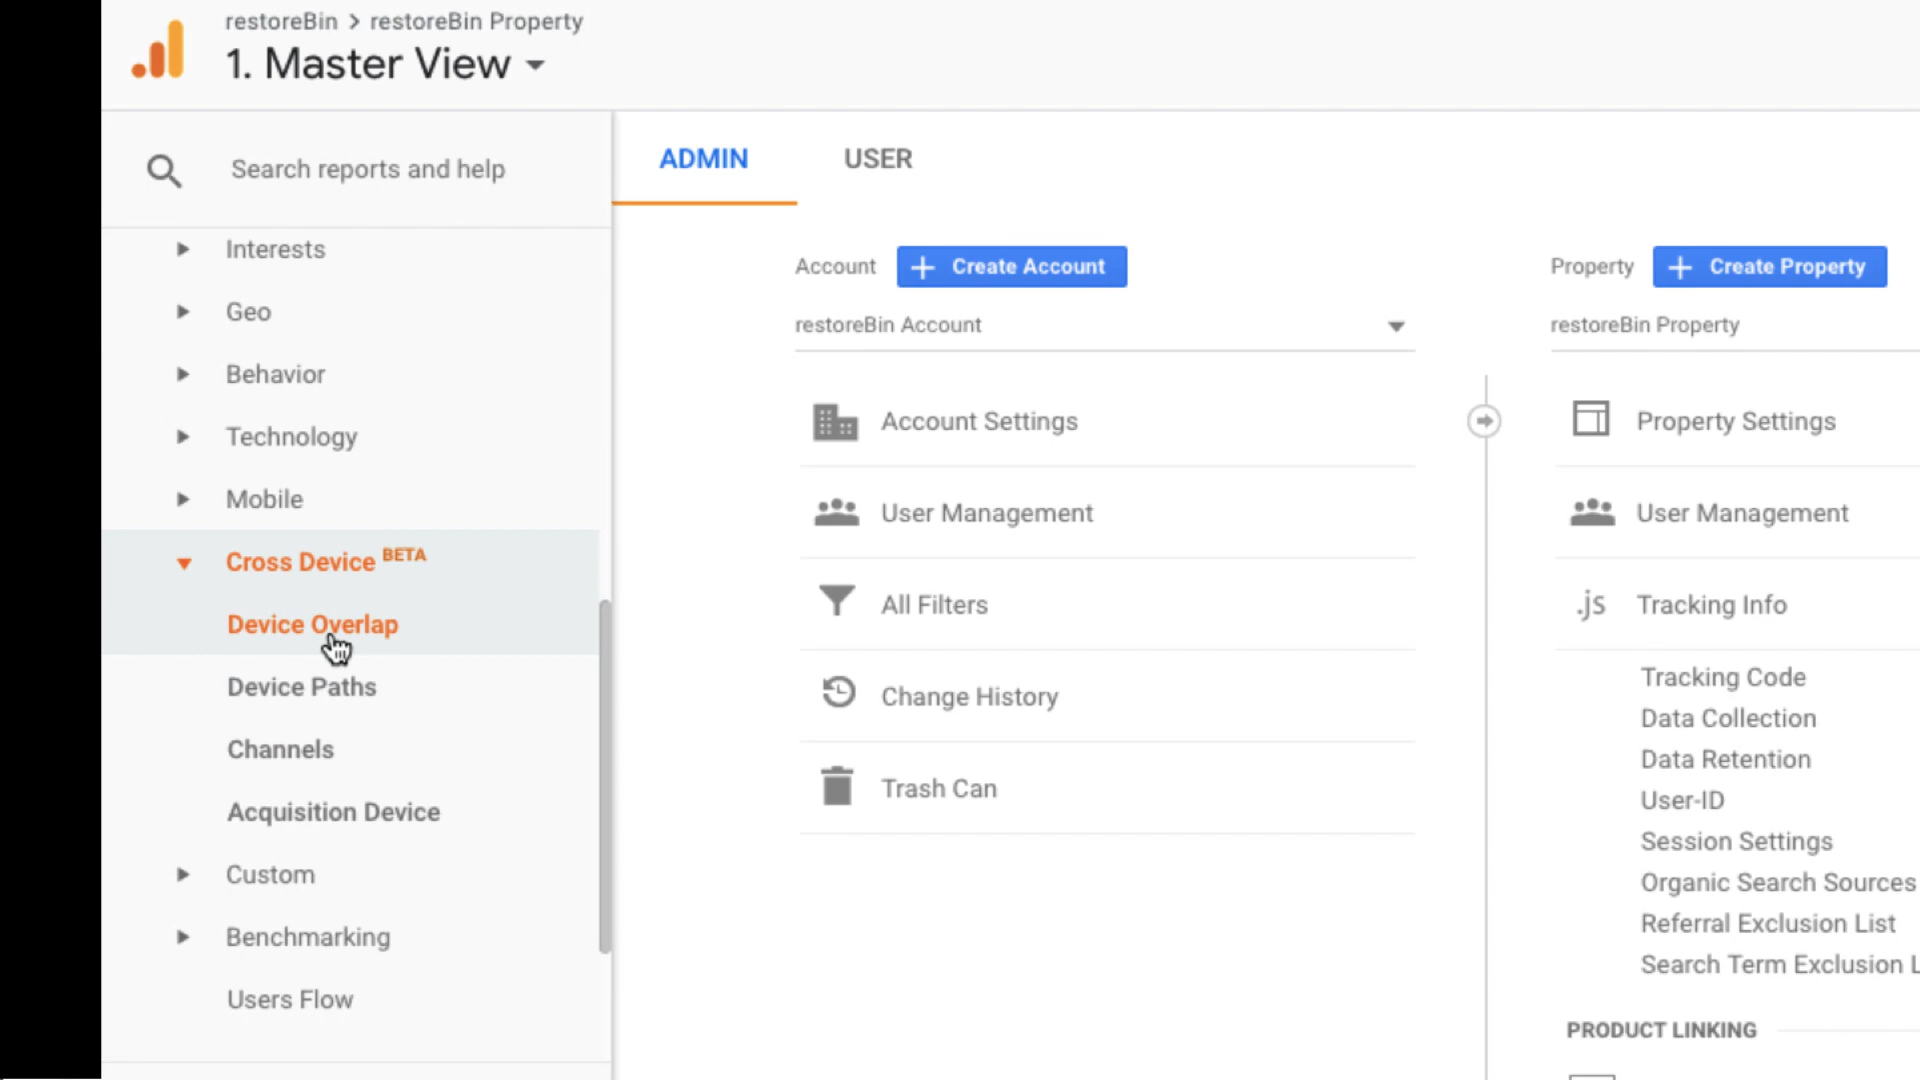 restoreBin > restoreBin Property
1. Master View
Search reports and help
Interests
Geo
Behavior
Technology
Mobile
Cross Device BETA
Device Overlap
Device Paths
Channels
Acquisition Device
Custom
Benchmarking
Users Flow
ADMIN
USER
Account
+ Create Account
restoreBin Account
Account Settings
User Management
All Filters
Change History
Trash Can
Property
+ Create Property
restoreBin Property
Property Settings
User Management
.js Tracking Info
Tracking Code
Data Collection
Data Retention
User-ID
Session Settings
Organic Search Sources
Referral Exclusion List
Search Term Exclusion L
PRODUCT LINKING